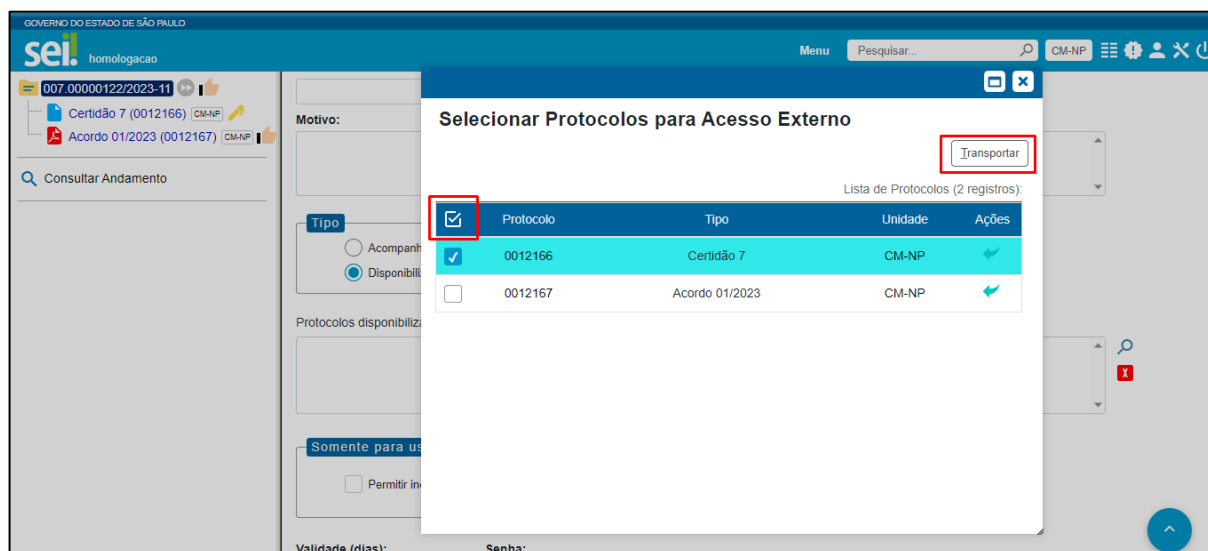 GOVERNO DO ESTADO DE SÃO PAULO
sei! homologacao
Menu Pesquisar... CM-NP
007.00000122/2023-11
Certidão 7 (0012166) CM-NP
Acordo 01/2023 (0012167) CM-NP
Consultar Andamento
Motivo:
Tipo
Acompanh
Disponibili
Protocolos disponibiliza
Somente para us
Permitir in
Validade (dias): Senha:
Selecionar Protocolos para Acesso Externo
Transportar
Lista de Protocolos (2 registros):
Protocolo Tipo Unidade Ações
0012166 Certidão 7 CM-NP
0012167 Acordo 01/2023 CM-NP